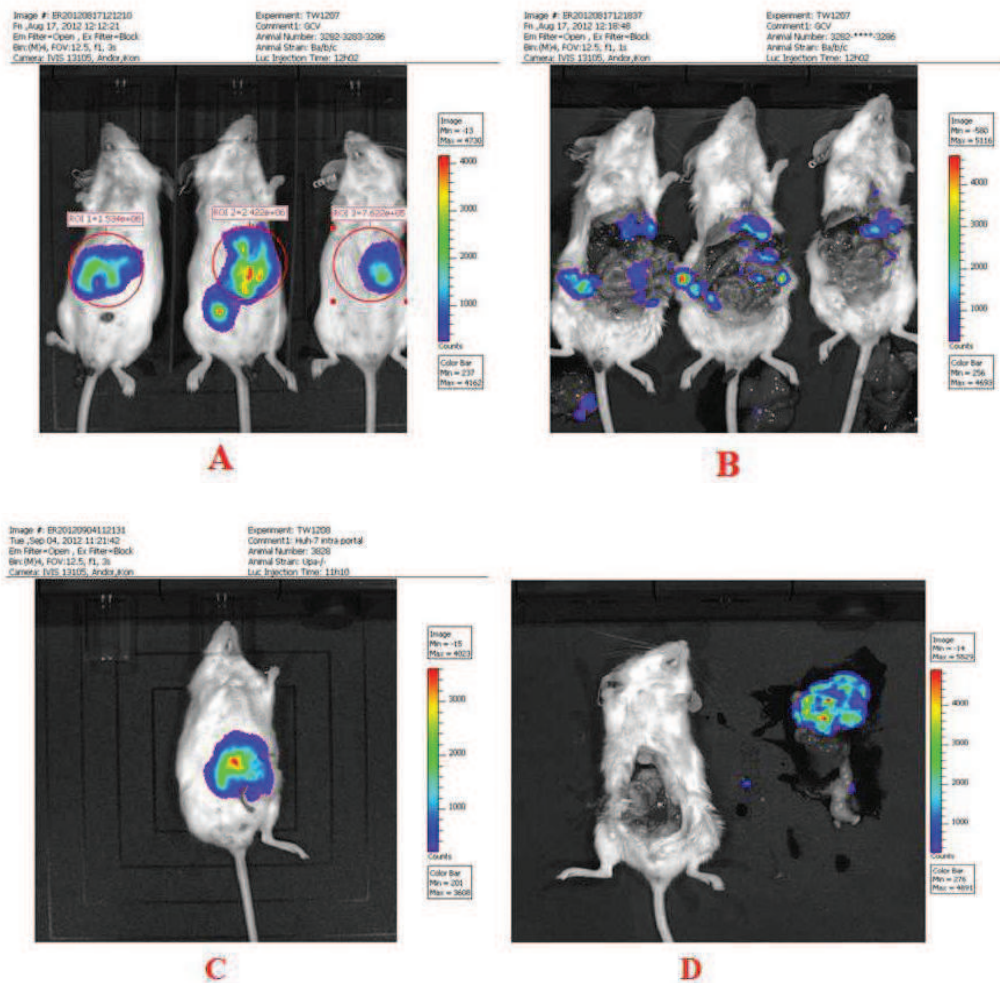 Image #: ER20120817121210
Fri ,Aug 17, 2012 12:12:21
Em Filter=Open , Ex Filter=Block
Bin:(M)4, FOV:12.5, f1, 3s
Camera: IVIS 13105, Andor,iKon
Experiment: TW1207
Comment1: GCV
Animal Number: 3282-3283-3286
Animal Strain: Ba/b/c
Luc Injection Time: 12h02
ROI 1=1.534e+06
ROI 2=2.422e+06
ROI 3=7.622e+05
Image
Min = -13
Max = 4730
4000
3000
2000
1000
Counts
Color Bar
Min = 237
Max = 4162
A
Image #: ER20120817121837
Fri ,Aug 17, 2012 12:18:48
Em Filter=Open , Ex Filter=Block
Bin:(M)4, FOV:12.5, f1, 1s
Camera: IVIS 13105, Andor,iKon
Experiment: TW1207
Comment1: GCV
Animal Number: 3282-****-3286
Animal Strain: Ba/b/c
Luc Injection Time: 12h02
Image
Min = -580
Max = 5116
4000
3000
2000
1000
Counts
Color Bar
Min = 256
Max = 4693
B
Image #: ER20120904112131
Tue ,Sep 04, 2012 11:21:42
Em Filter=Open , Ex Filter=Block
Bin:(M)4, FOV:12.5, f1, 3s
Camera: IVIS 13105, Andor,iKon
Experiment: TW1208
Comment1: Huh-7 intra portal
Animal Number: 3828
Animal Strain: Upa-/-
Luc Injection Time: 11h10
Image
Min = -15
Max = 4023
3000
2000
1000
Counts
Color Bar
Min = 201
Max = 3608
C
Image
Min = -14
Max = 5529
4000
3000
2000
1000
Counts
Color Bar
Min = 276
Max = 4891
D